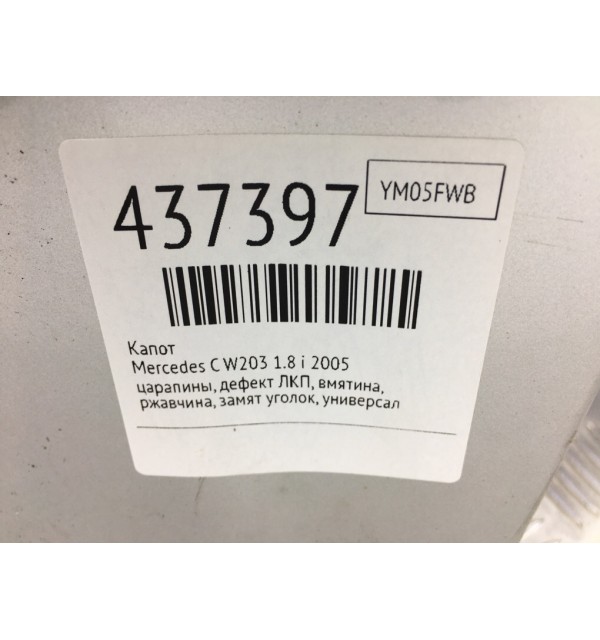 437397
YM05FWB
Капот
Mercedes C W203 1.8 i 2005
царапины, дефект ЛКП, вмятина,
ржавчина, замят уголок, универсал